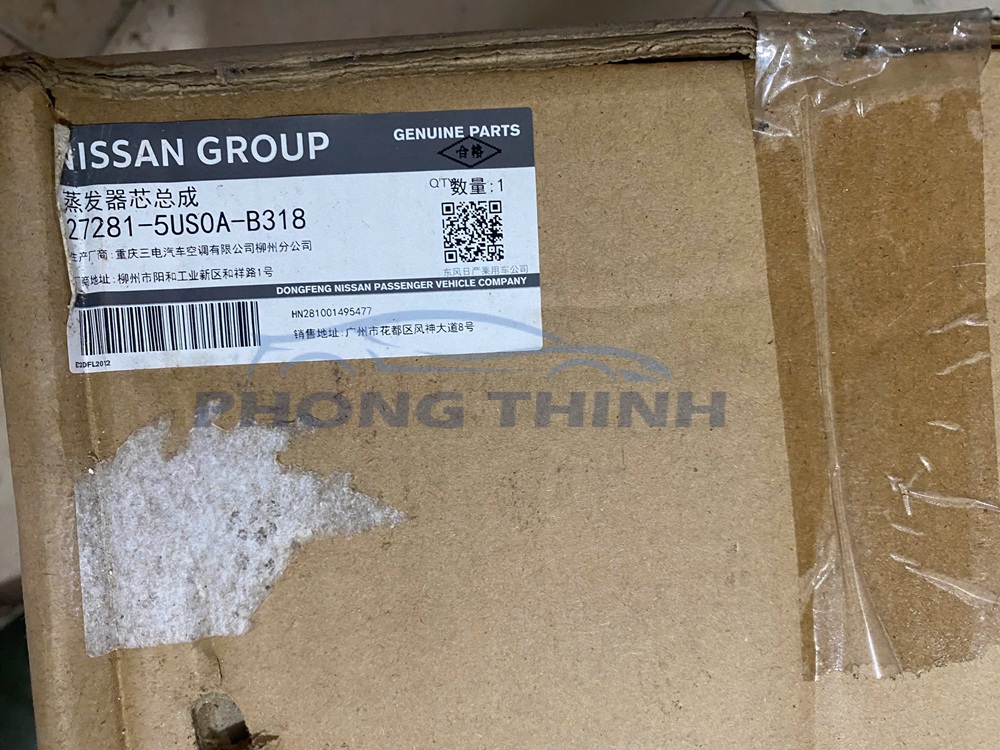 NISSAN GROUP
GENUINE PARTS
合格
蒸发器芯总成
QTY数量:1
27281-5US0A-B318
生产厂商:重庆三电汽车空调有限公司柳州分公司
地址:柳州市阳和工业新区和祥路1号
东风日产乘用车公司
DONGFENG NISSAN PASSENGER VEHICLE COMPANY
HN281001495477
销售地址:广州市花都区风神大道8号
E2DFL2012
PHONG THINH